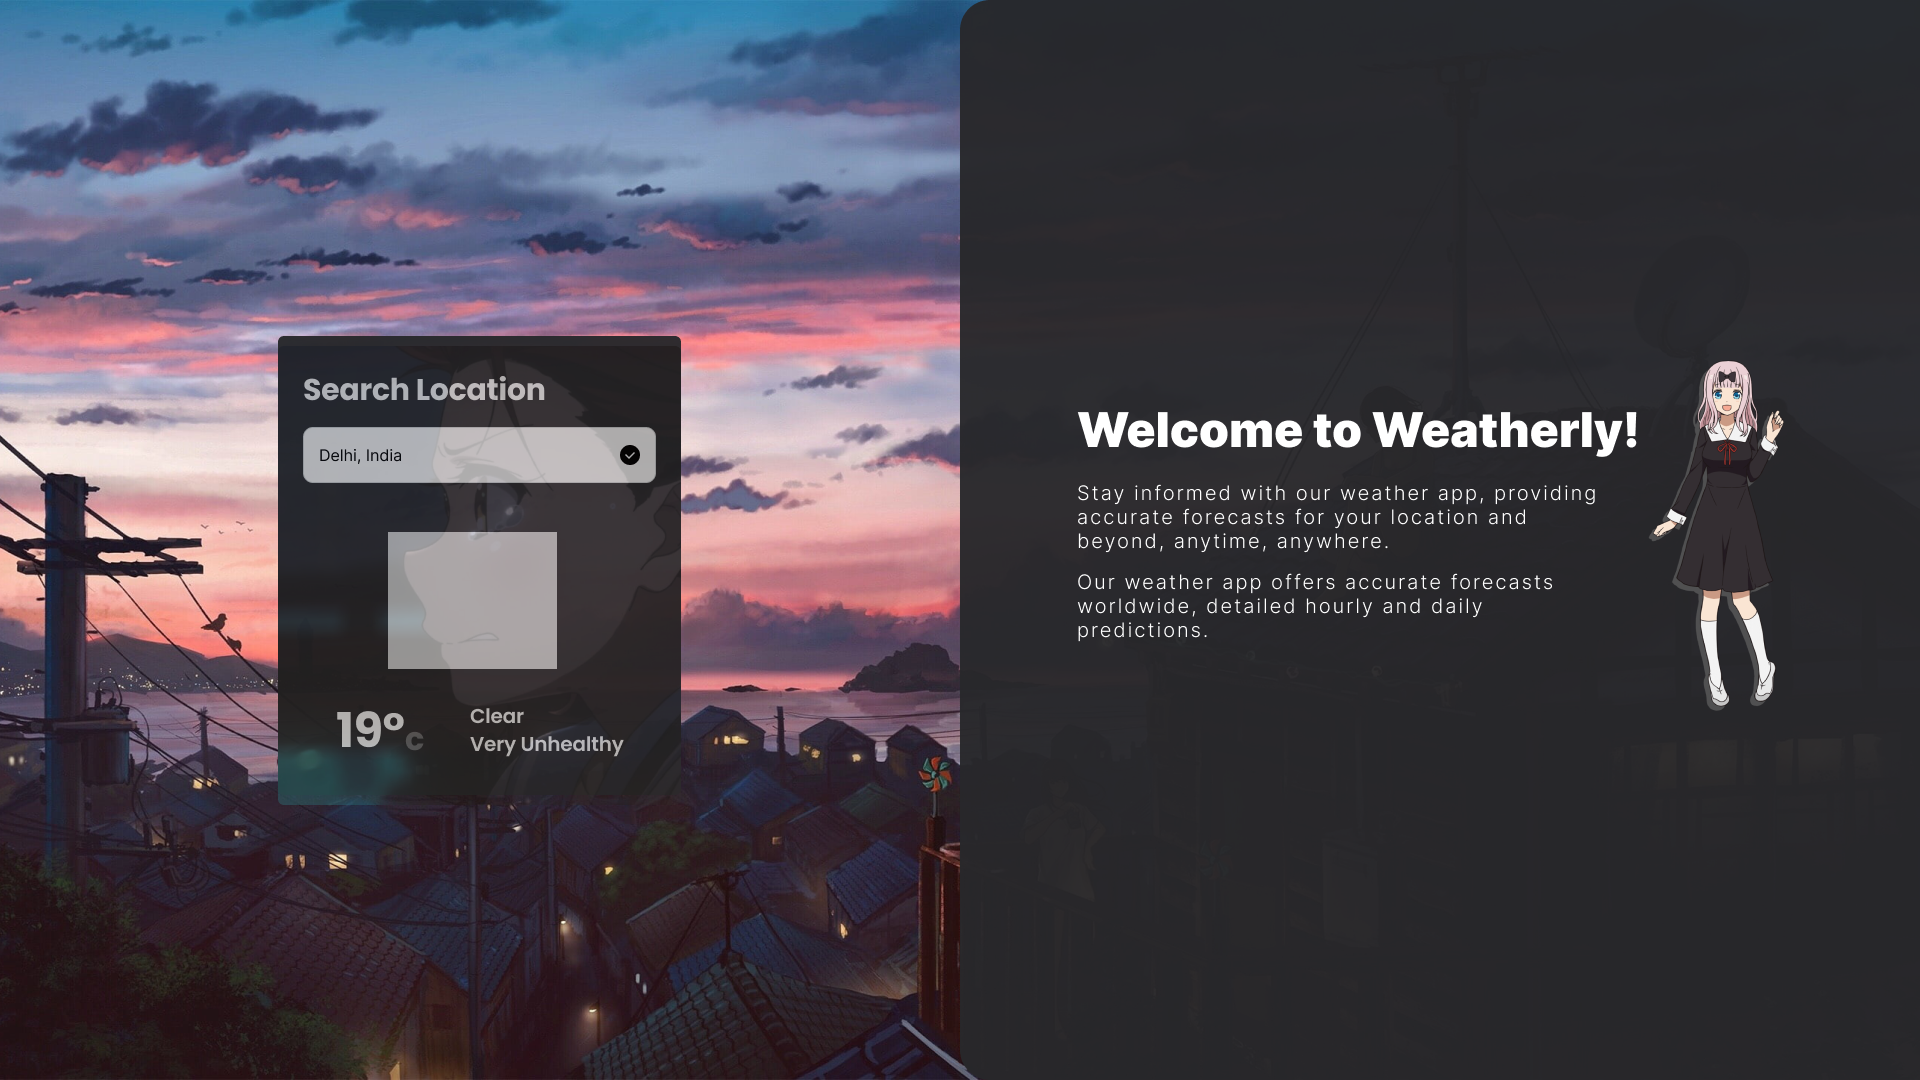 Search Location
Delhi, India
19°c
Clear
Very Unhealthy
Welcome to Weatherly!
Stay informed with our weather app, providing
accurate forecasts for your location and
beyond, anytime, anywhere.
Our weather app offers accurate forecasts
worldwide, detailed hourly and daily
predictions.